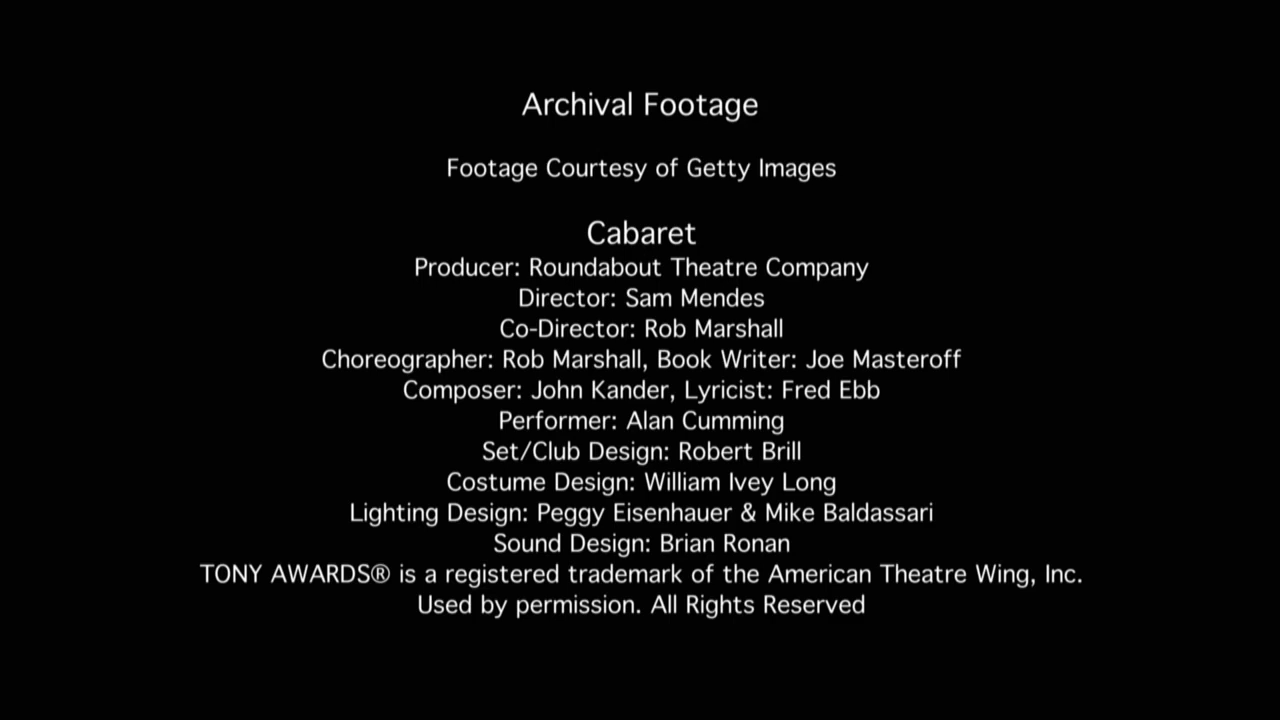 Archival Footage
Footage Courtesy of Getty Images
Cabaret
Producer: Roundabout Theatre Company
Director: Sam Mendes
Co-Director: Rob Marshall
Choreographer: Rob Marshall, Book Writer: Joe Masteroff
Composer: John Kander, Lyricist: Fred Ebb
Performer: Alan Cumming
Set/Club Design: Robert Brill
Costume Design: William Ivey Long
Lighting Design: Peggy Eisenhauer & Mike Baldassari
Sound Design: Brian Ronan
TONY AWARDS® is a registered trademark of the American Theatre Wing, Inc.
Used by permission. All Rights Reserved